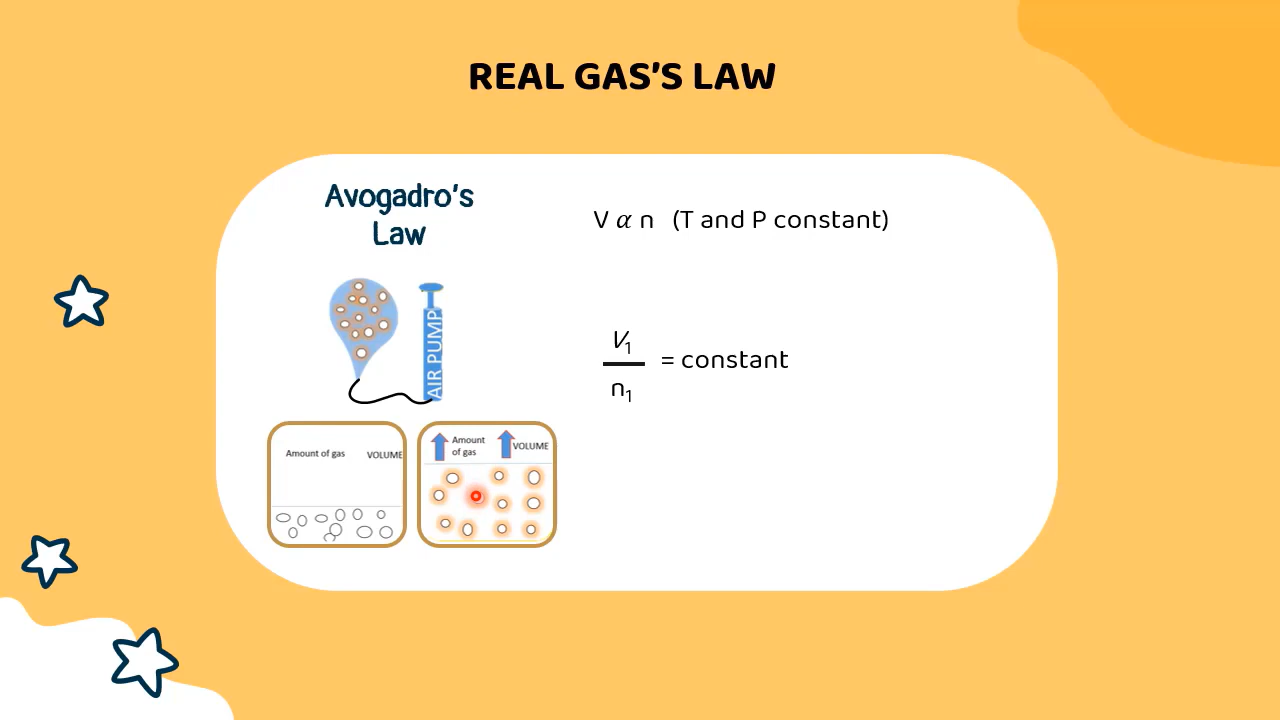 REAL GAS’S LAW
Avogadro’s
Law
V α n (T and P constant)
AIR PUMP
V₁
n₁
= constant
Amount of gas VOLUME
Amount
of gas
VOLUME